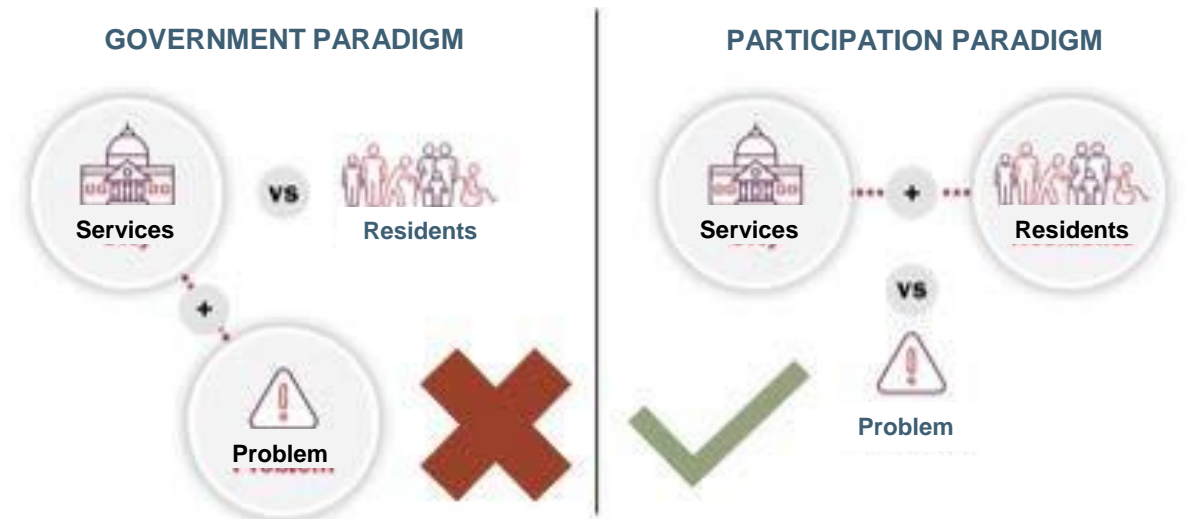 GOVERNMENT PARADIGM
Services
vs
Residents
+
Problem
PARTICIPATION PARADIGM
Services
+
Residents
vs
Problem